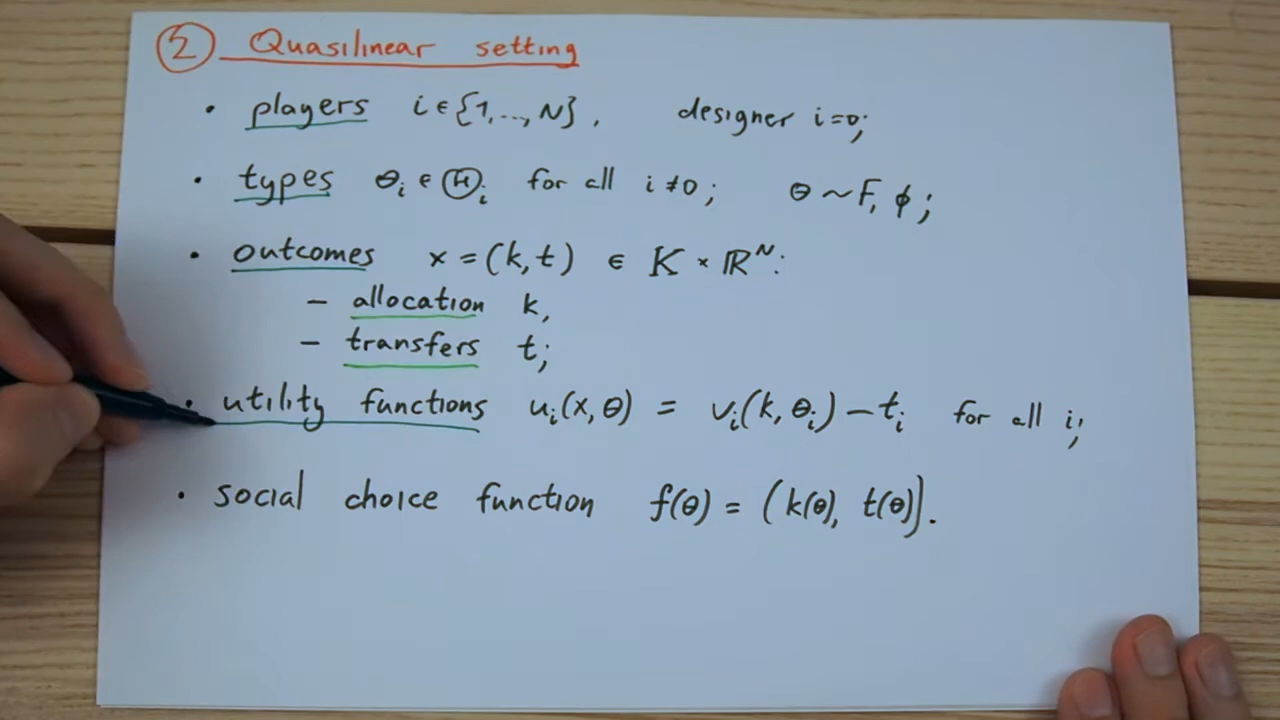 ② Quasilinear setting
• players i ∈ {1, .., N}, designer i=0;
• types θᵢ ∈ Θᵢ for all i ≠ 0; θ ~ F, ϕ;
• outcomes x = (k, t) ∈ K × ℝᴺ:
– allocation k,
– transfers t;
• utility functions uᵢ(x, θ) = vᵢ(k, θᵢ) – tᵢ for all i;
• social choice function f(θ) = (k(θ), t(θ)).